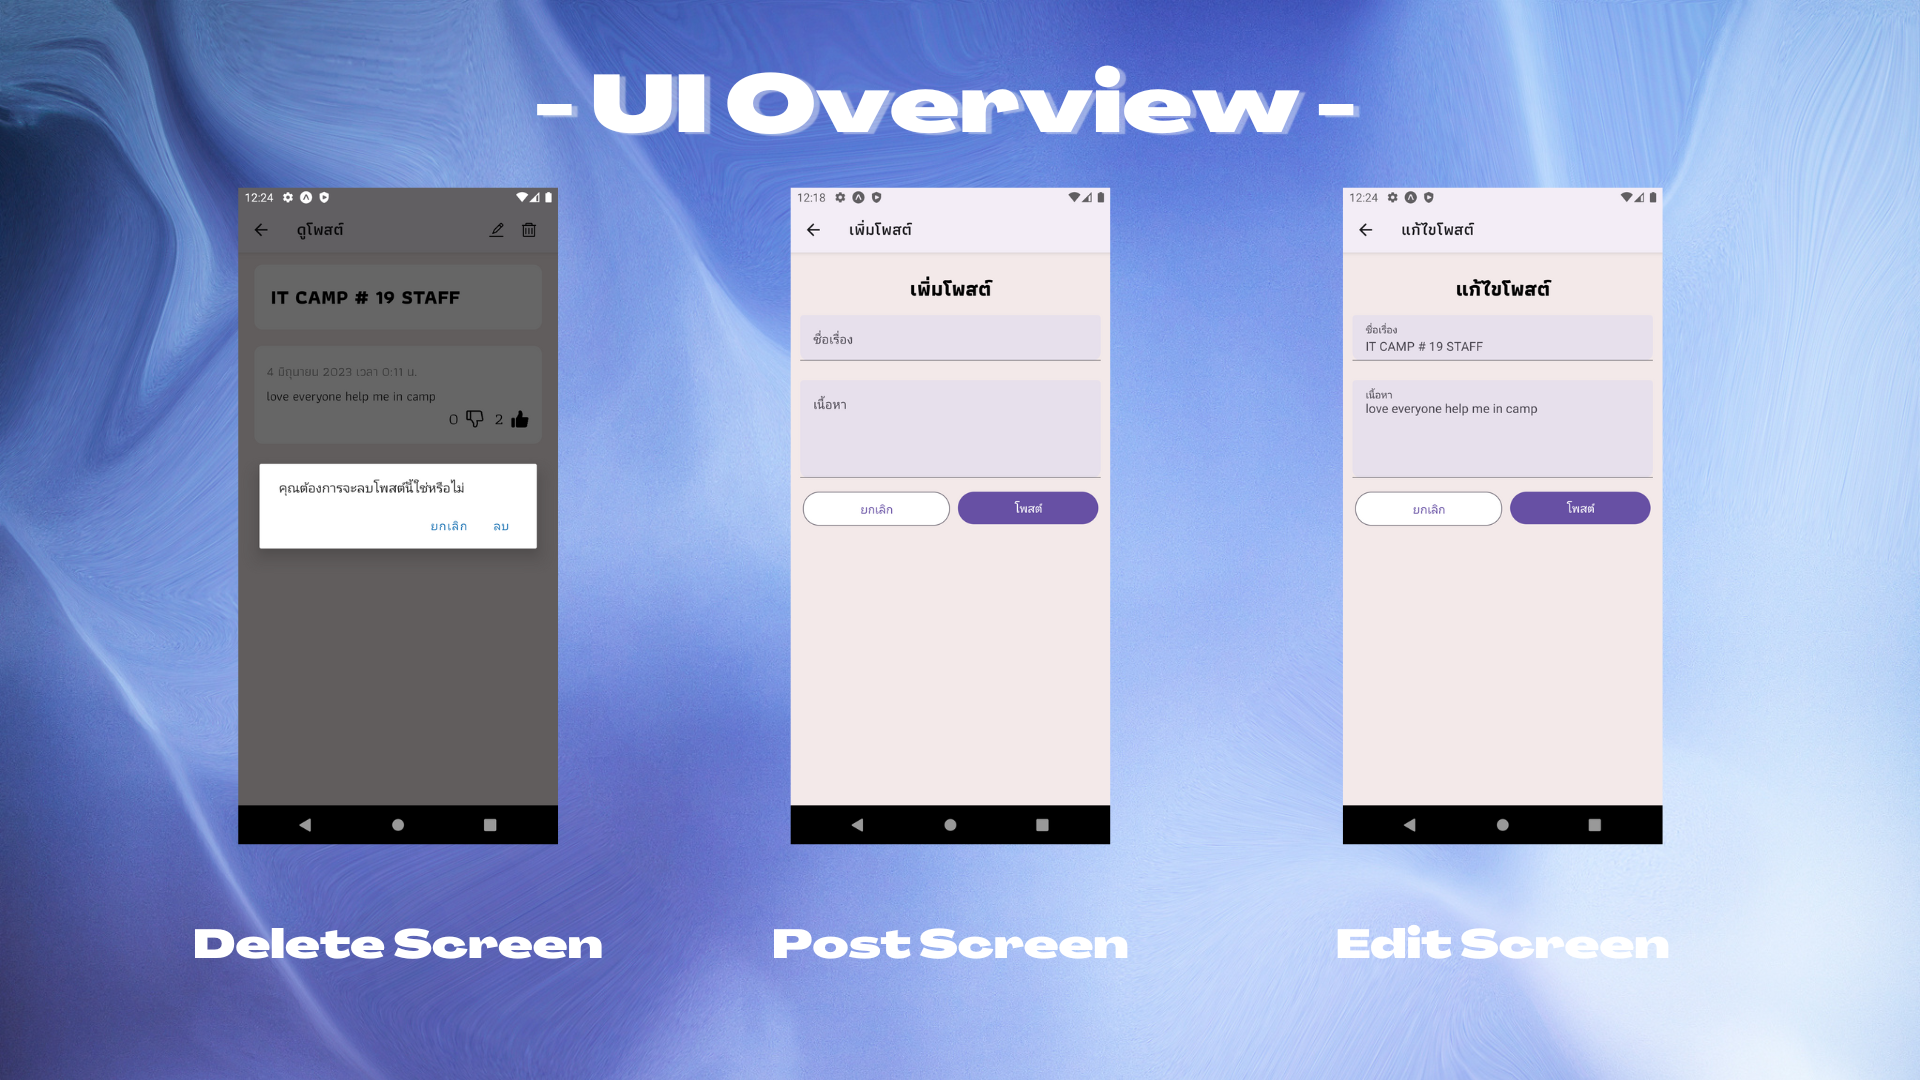 - UI Overview -
12:24
ดูโพสต์
IT CAMP # 19 STAFF
4 มิถุนายน 2023 เวลา 0:11 น.
love everyone help me in camp
0 2
คุณต้องการจะลบโพสต์นี้ใช่หรือไม่
ยกเลิก ลบ
Delete Screen
12:18
เพิ่มโพสต์
เพิ่มโพสต์
ชื่อเรื่อง
เนื้อหา
ยกเลิก โพสต์
Post Screen
12:24
แก้ไขโพสต์
แก้ไขโพสต์
ชื่อเรื่อง
IT CAMP # 19 STAFF
เนื้อหา
love everyone help me in camp
ยกเลิก โพสต์
Edit Screen